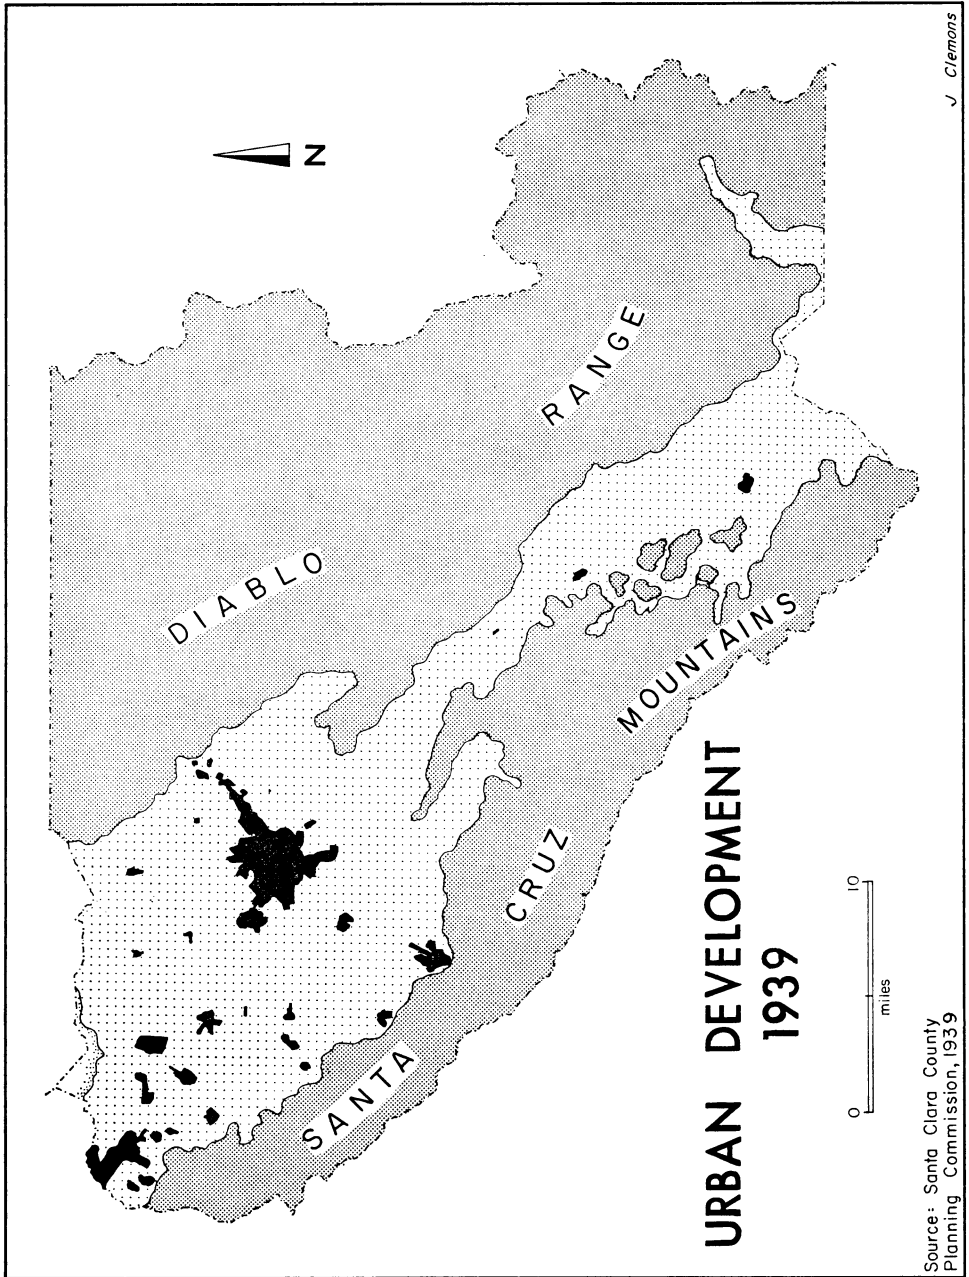 N
DIABLO
RANGE
SANTA
CRUZ
MOUNTAINS
URBAN DEVELOPMENT
1939
0 10
miles
Source: Santa Clara County
Planning Commission, 1939
J Clemons